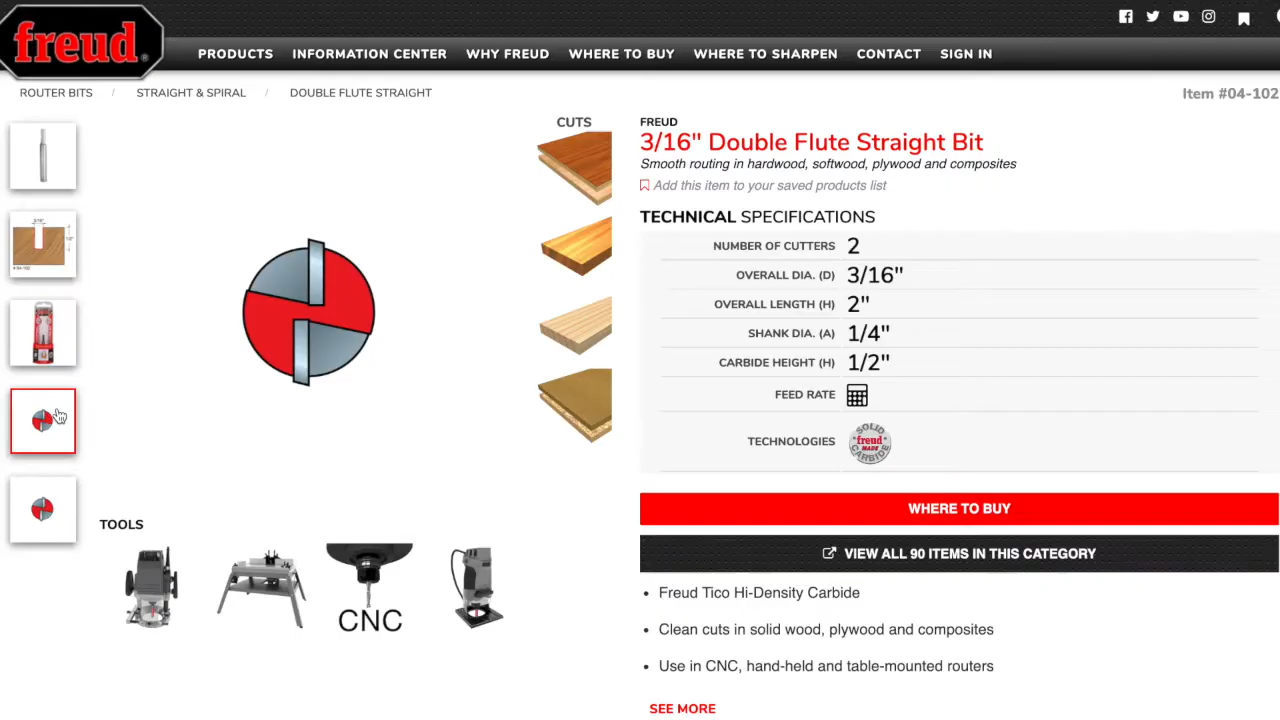 freud
PRODUCTS INFORMATION CENTER WHY FREUD WHERE TO BUY WHERE TO SHARPEN CONTACT SIGN IN
ROUTER BITS / STRAIGHT & SPIRAL / DOUBLE FLUTE STRAIGHT
Item #04-102
CUTS
FREUD
3/16" Double Flute Straight Bit
Smooth routing in hardwood, softwood, plywood and composites
Add this item to your saved products list
TECHNICAL SPECIFICATIONS
NUMBER OF CUTTERS 2
OVERALL DIA. (D) 3/16"
OVERALL LENGTH (H) 2"
SHANK DIA. (A) 1/4"
CARBIDE HEIGHT (H) 1/2"
FEED RATE
TECHNOLOGIES
SOLID
freud
MADE
CARBIDE
WHERE TO BUY
VIEW ALL 90 ITEMS IN THIS CATEGORY
Freud Tico Hi-Density Carbide
Clean cuts in solid wood, plywood and composites
Use in CNC, hand-held and table-mounted routers
SEE MORE
TOOLS
CNC